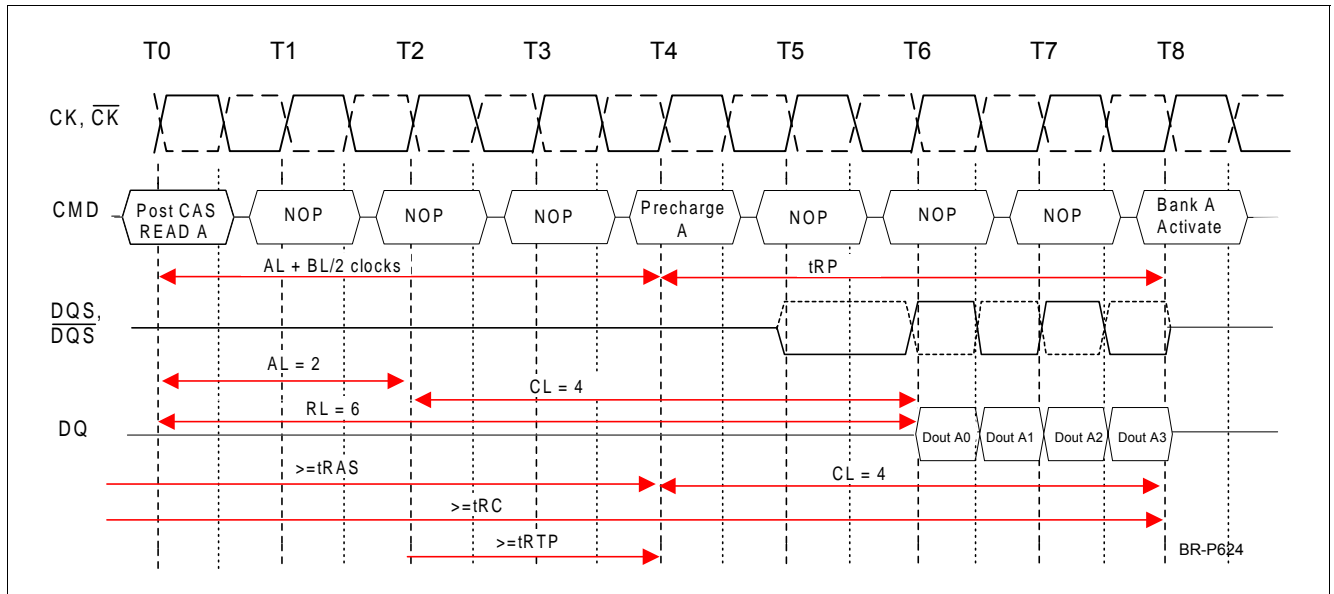 T0 T1 T2 T3 T4 T5 T6 T7 T8
CK, CK
CMD
Post CAS
READ A
NOP
NOP
NOP
Precharge
A
NOP
NOP
NOP
Bank A
Activate
AL + BL/2 clocks
tRP
DQS,
DQS
AL = 2
CL = 4
RL = 6
DQ
Dout A0
Dout A1
Dout A2
Dout A3
>=tRAS
CL = 4
>=tRC
>=tRTP
BR-P624